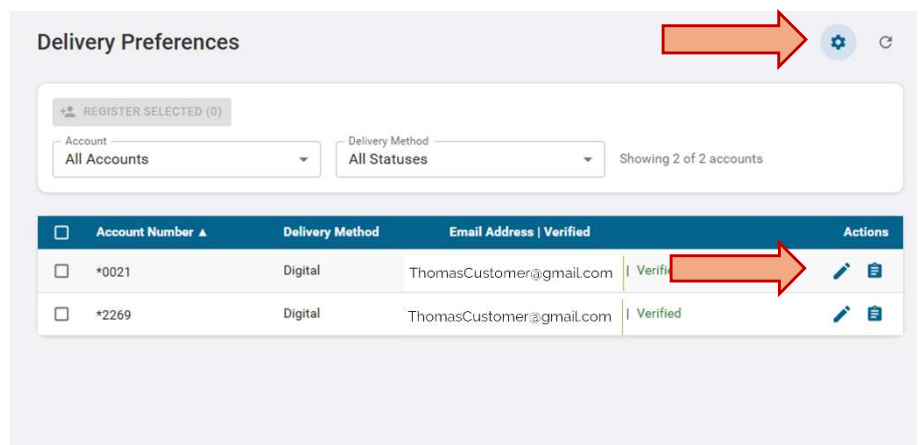 Delivery Preferences
REGISTER SELECTED (0)
Account
All Accounts
Delivery Method
All Statuses
Showing 2 of 2 accounts
Account Number ▲ Delivery Method Email Address | Verified Actions
*0021 Digital ThomasCustomer@gmail.com | Verifie
*2269 Digital ThomasCustomer@gmail.com | Verified